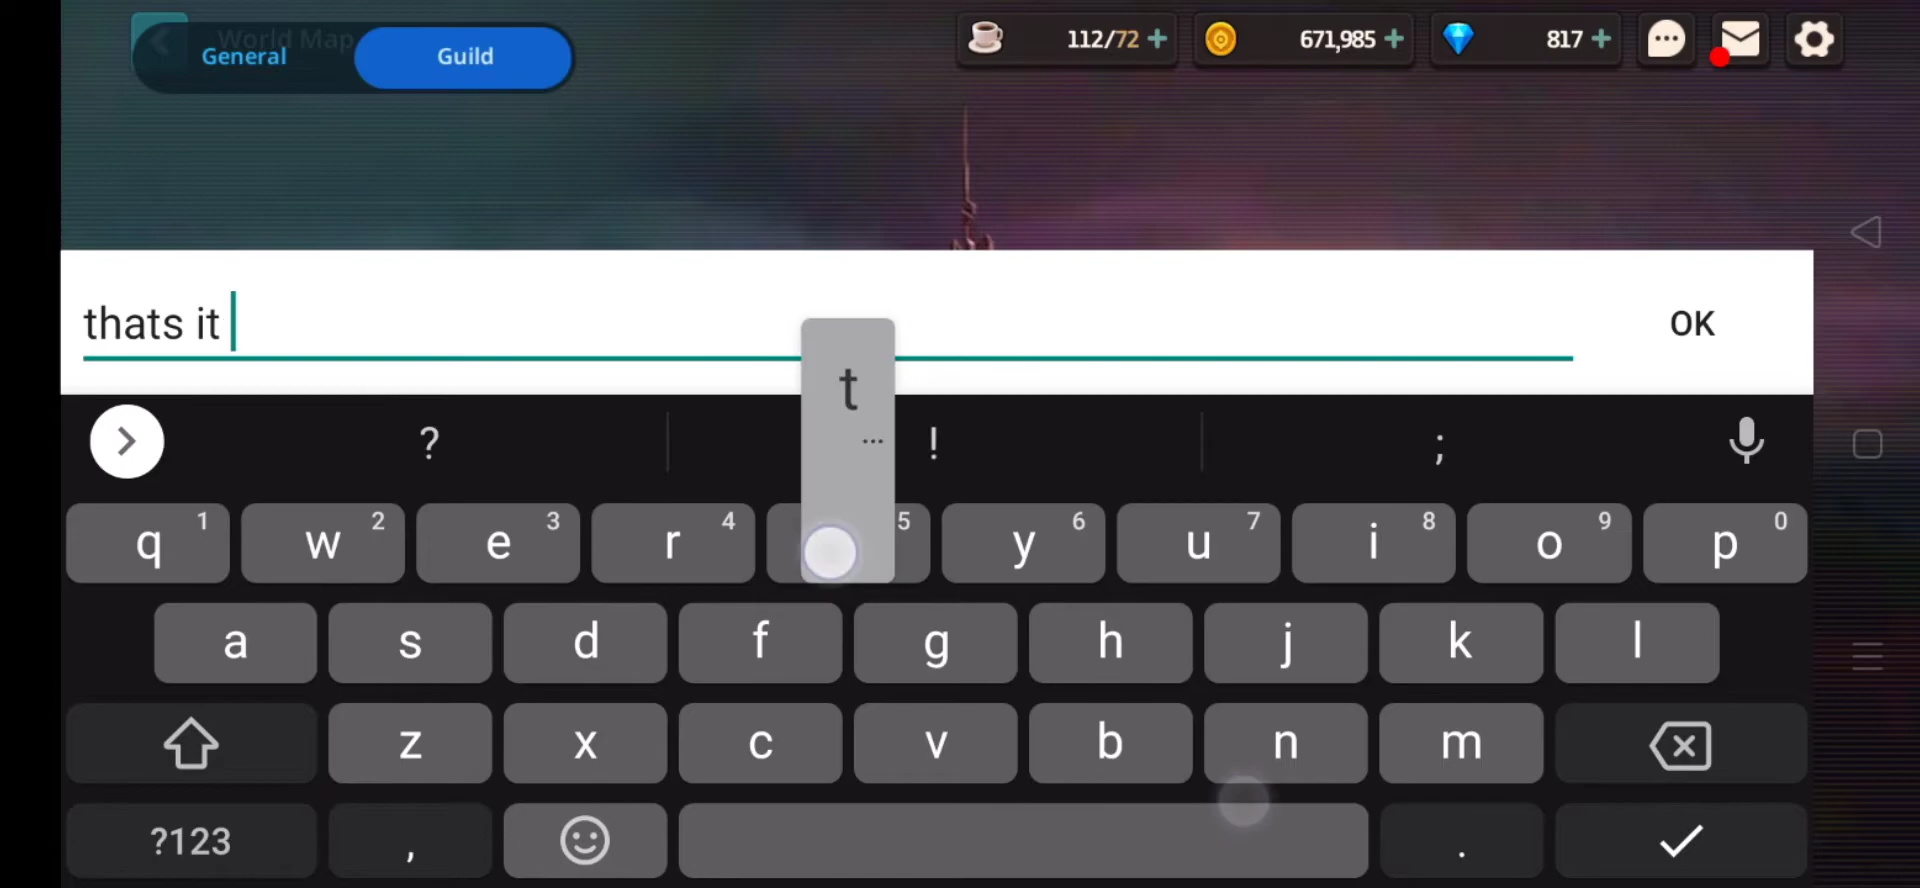 World Map
General
Guild
112/72 +
671,985 +
817 +
thats it
OK
t
...
? ! ;
q 1 w 2 e 3 r 4 5 y 6 u 7 i 8 o 9 p 0
a s d f g h j k l
z x c v b n m
?123 , .